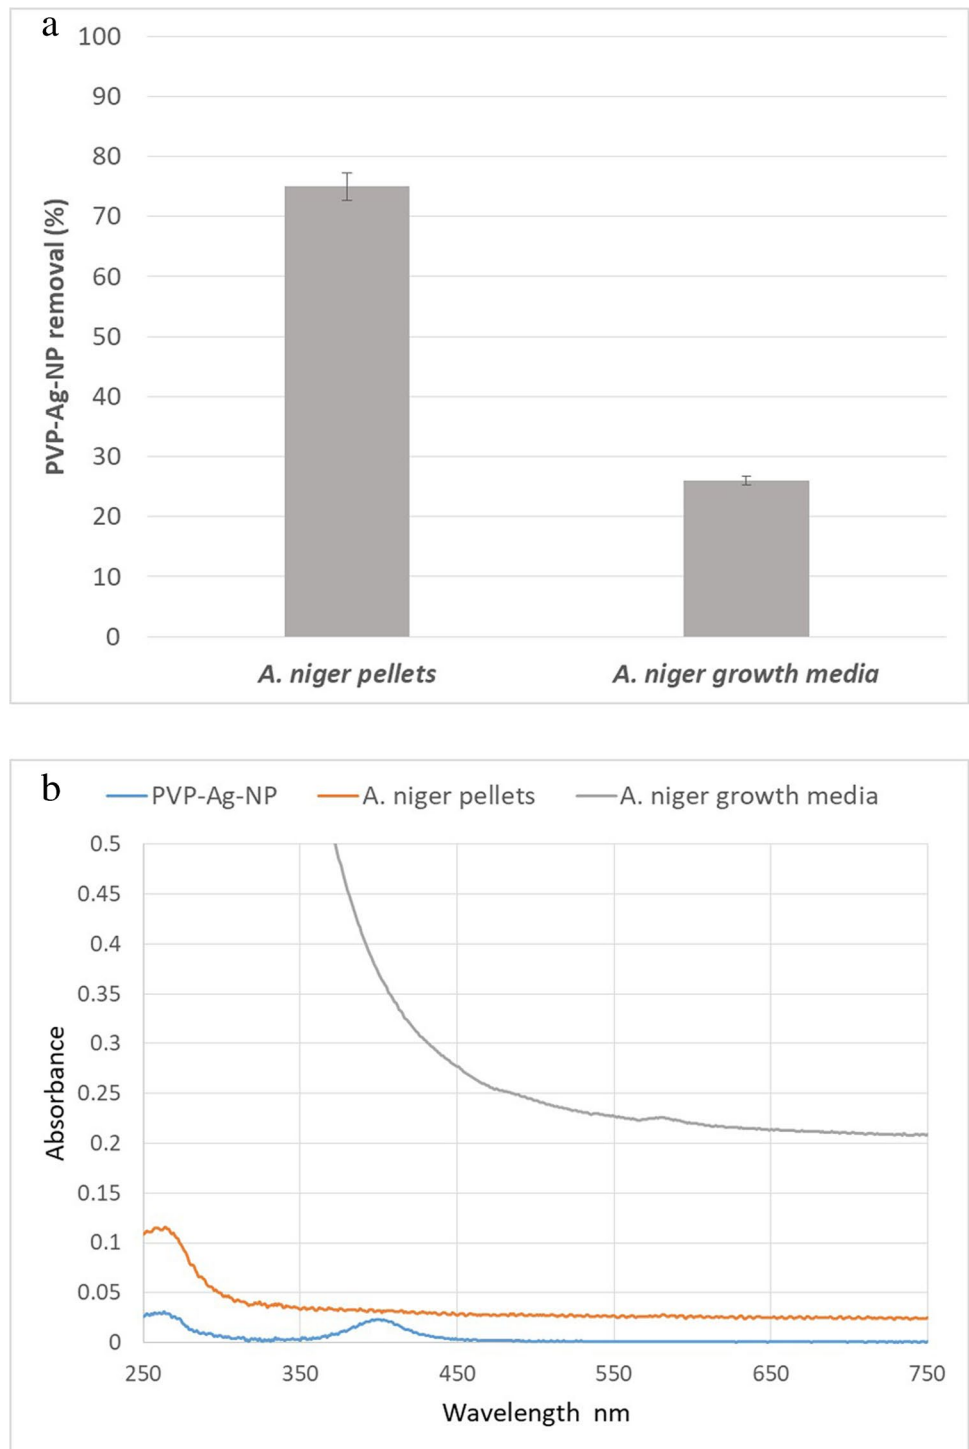 a
100
90
80
70
60
50
40
30
20
10
0
PVP-Ag-NP removal (%)
A. niger pellets
A. niger growth media
b
PVP-Ag-NP
A. niger pellets
A. niger growth media
0.5
0.45
0.4
0.35
0.3
0.25
0.2
0.15
0.1
0.05
0
Absorbance
250 350 450 550 650 750
Wavelength nm